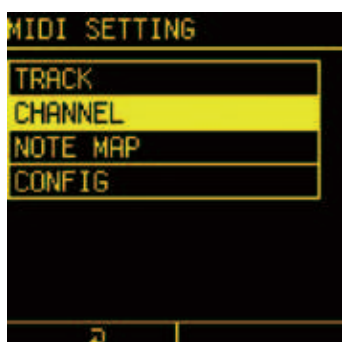 MIDI SETTING
TRACK
CHANNEL
NOTE MAP
CONFIG